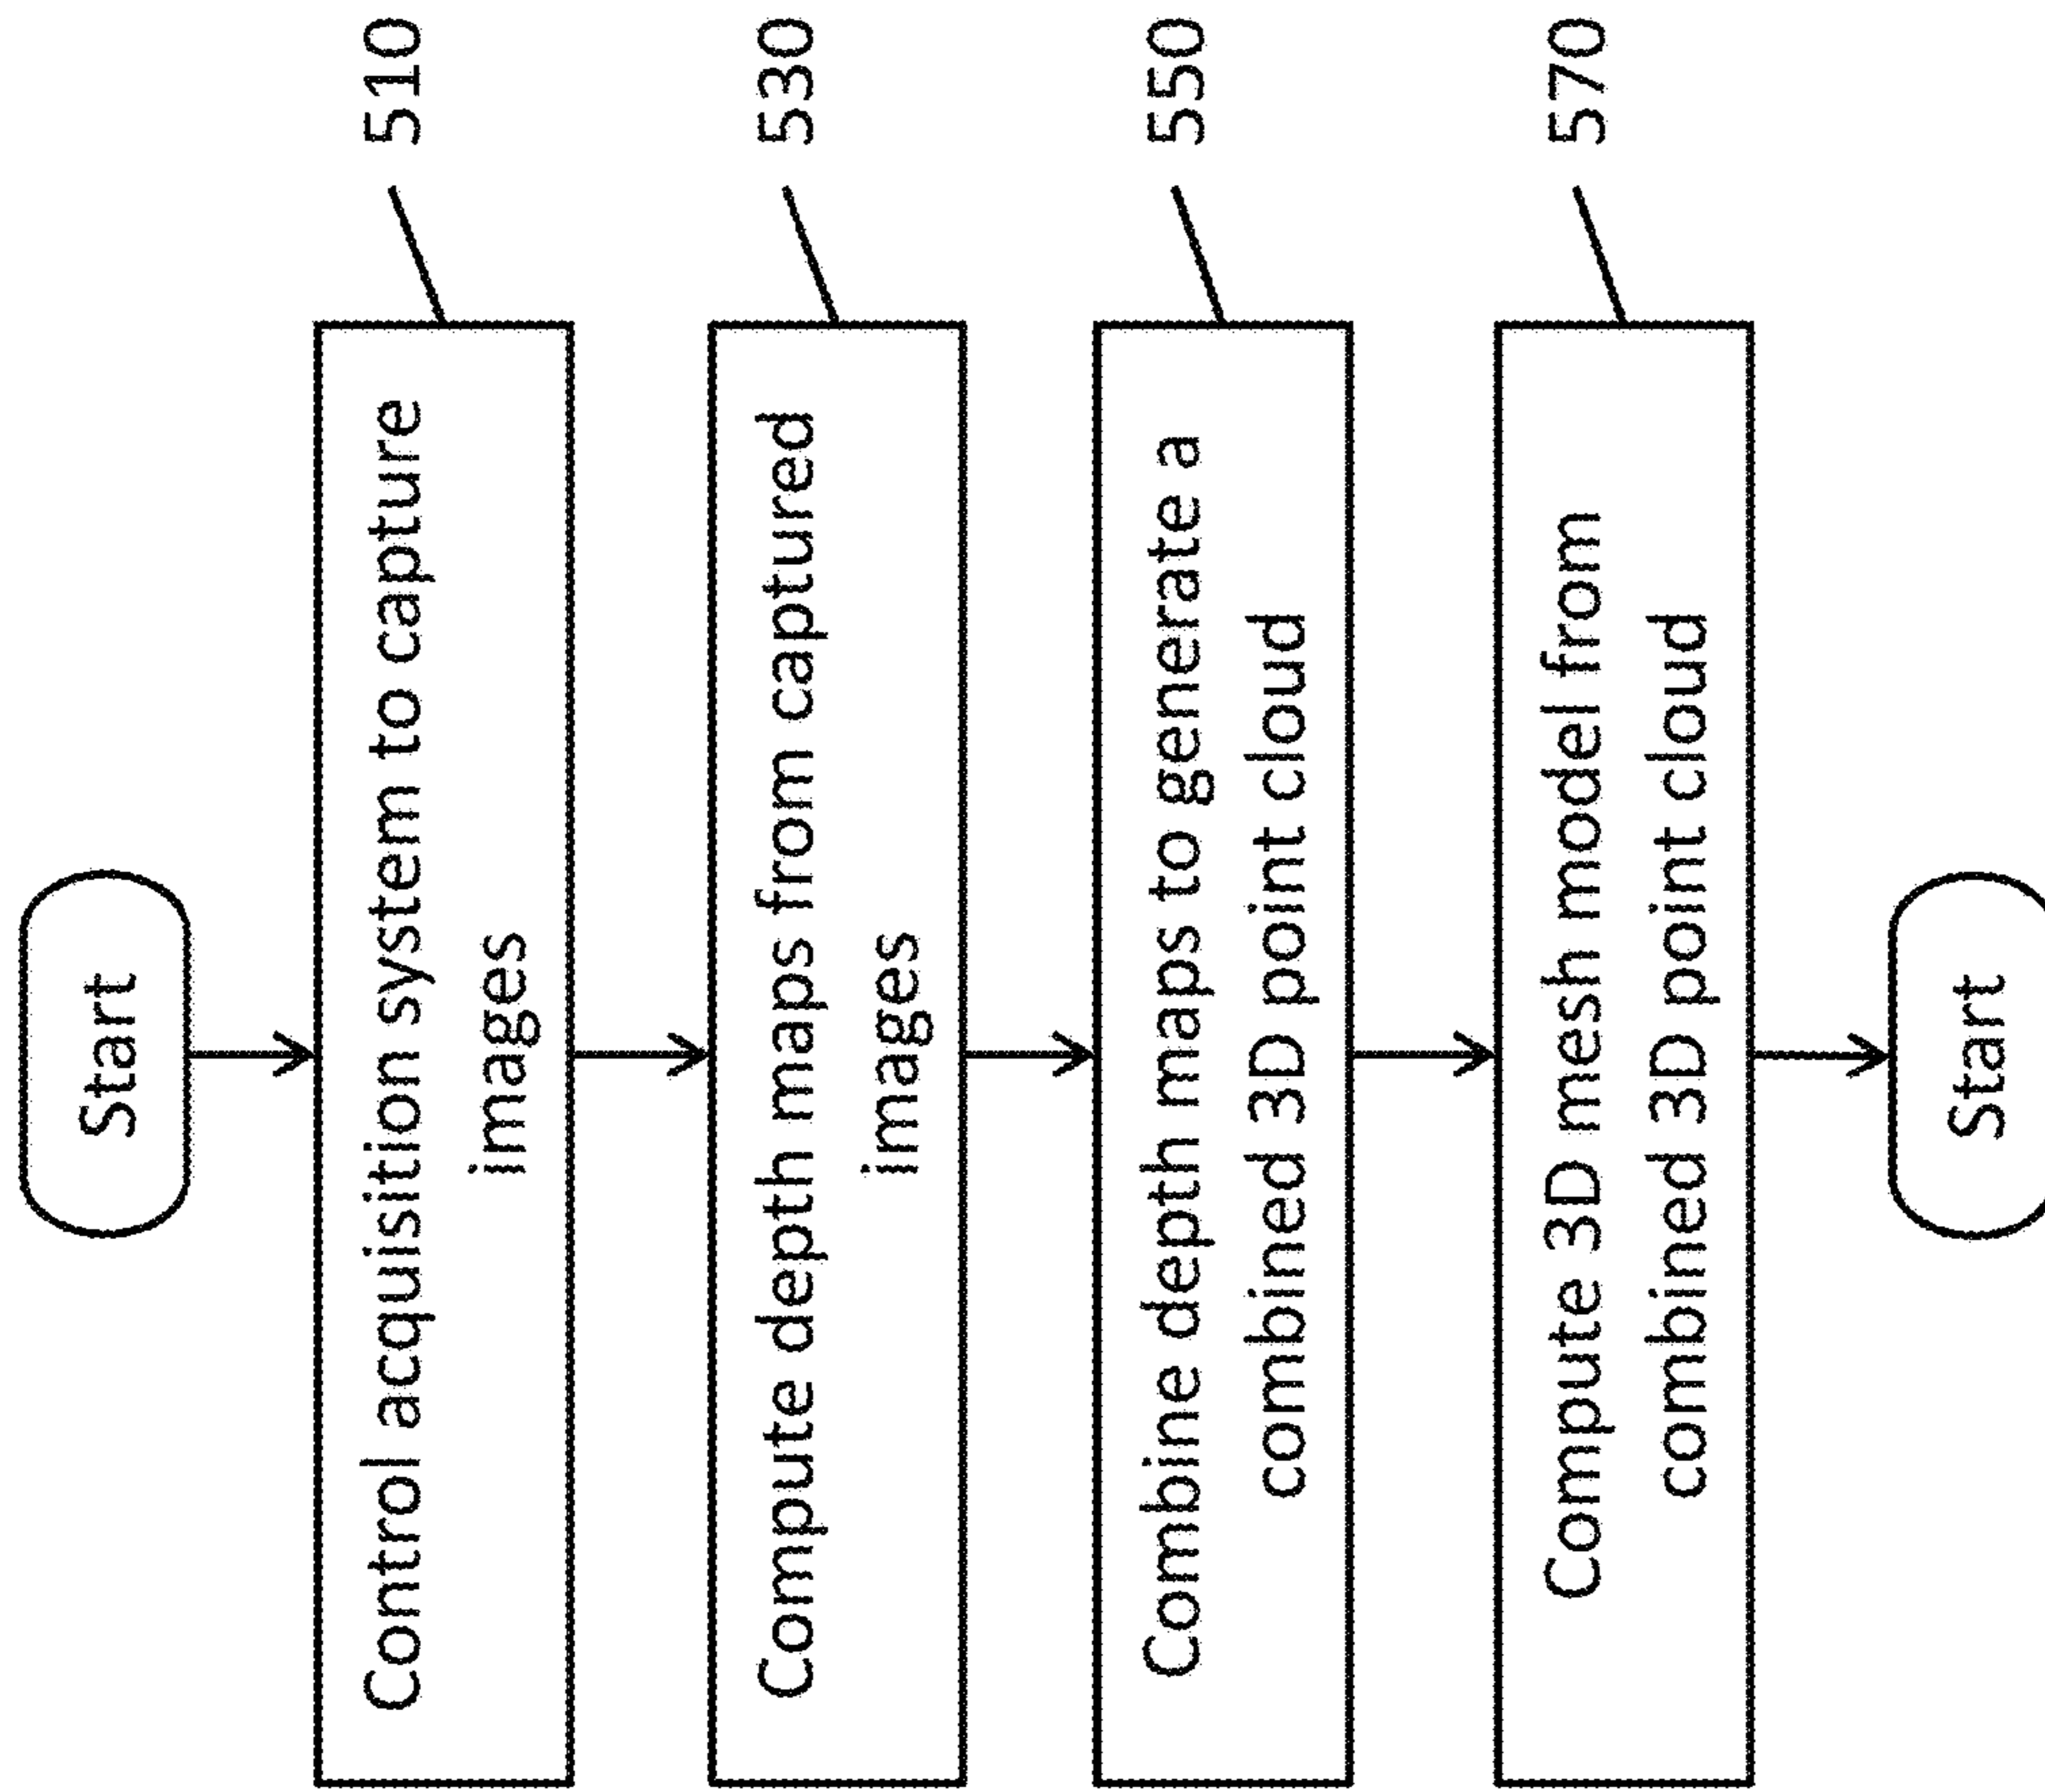 Start
Control acquisition system to capture
images
510
Compute depth maps from captured
images
530
Combine depth maps to generate a
combined 3D point cloud
550
Compute 3D mesh model from
combined 3D point cloud
570
Start